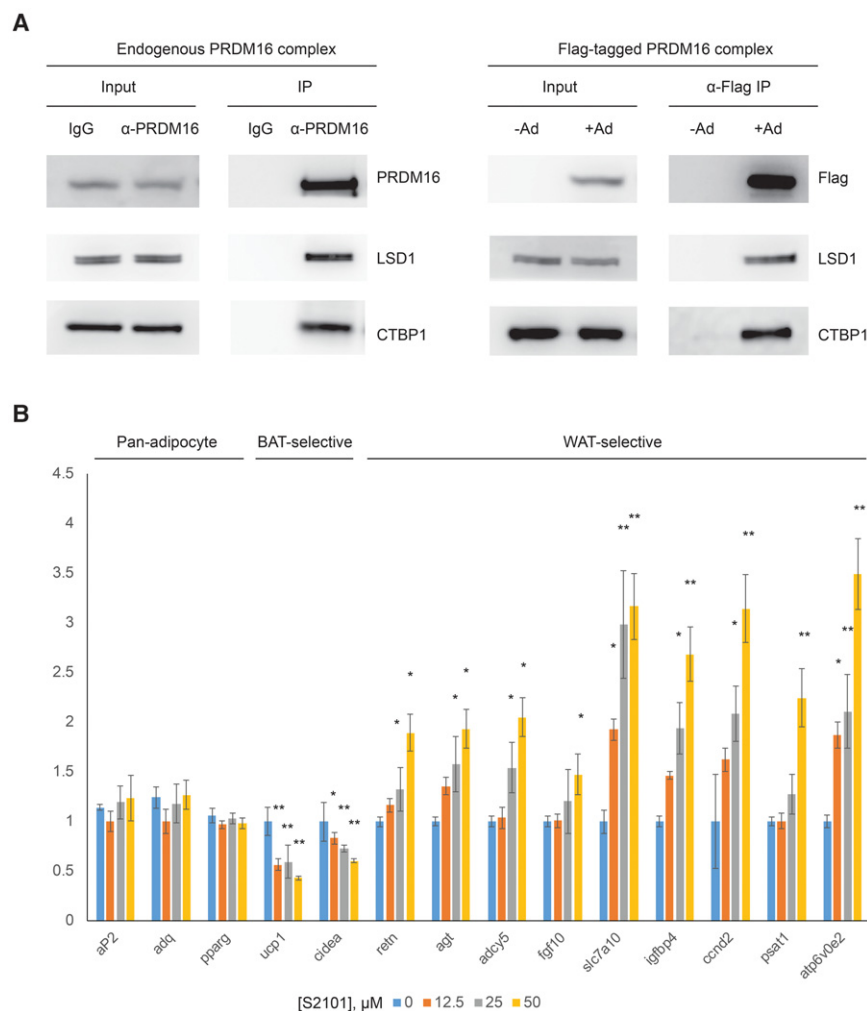 A
Endogenous PRDM16 complex
Flag-tagged PRDM16 complex
Input IP
Input α-Flag IP
IgG α-PRDM16 IgG α-PRDM16
-Ad +Ad -Ad +Ad
PRDM16
Flag
LSD1
LSD1
CTBP1
CTBP1
B
Pan-adipocyte BAT-selective WAT-selective
4.5
4
3.5
3
2.5
2
1.5
1
0.5
0
** ** ** * ** ** * * * * * * * * ** ** * ** * ** ** * ** **
aP2 adq pparg ucp1 cidea retn agt adcy5 fgf10 slc7a10 igfbp4 ccnd2 psat1 atp6v0e2
[S2101], µM 0 12.5 25 50